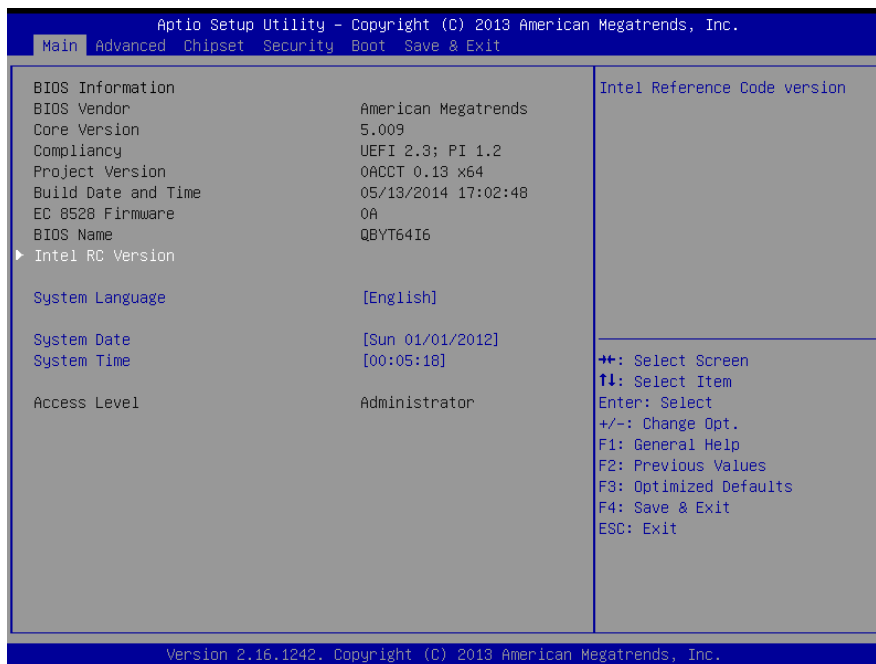 Aptio Setup Utility – Copyright (C) 2013 American Megatrends, Inc.
Main Advanced Chipset Security Boot Save & Exit
BIOS Information
BIOS Vendor American Megatrends
Core Version 5.009
Compliancy UEFI 2.3; PI 1.2
Project Version 0ACCT 0.13 x64
Build Date and Time 05/13/2014 17:02:48
EC 8528 Firmware 0A
BIOS Name QBYT64I6
Intel RC Version
System Language [English]
System Date [Sun 01/01/2012]
System Time [00:05:18]
Access Level Administrator
Intel Reference Code version
→←: Select Screen
↑↓: Select Item
Enter: Select
+/-: Change Opt.
F1: General Help
F2: Previous Values
F3: Optimized Defaults
F4: Save & Exit
ESC: Exit
Version 2.16.1242. Copyright (C) 2013 American Megatrends, Inc.